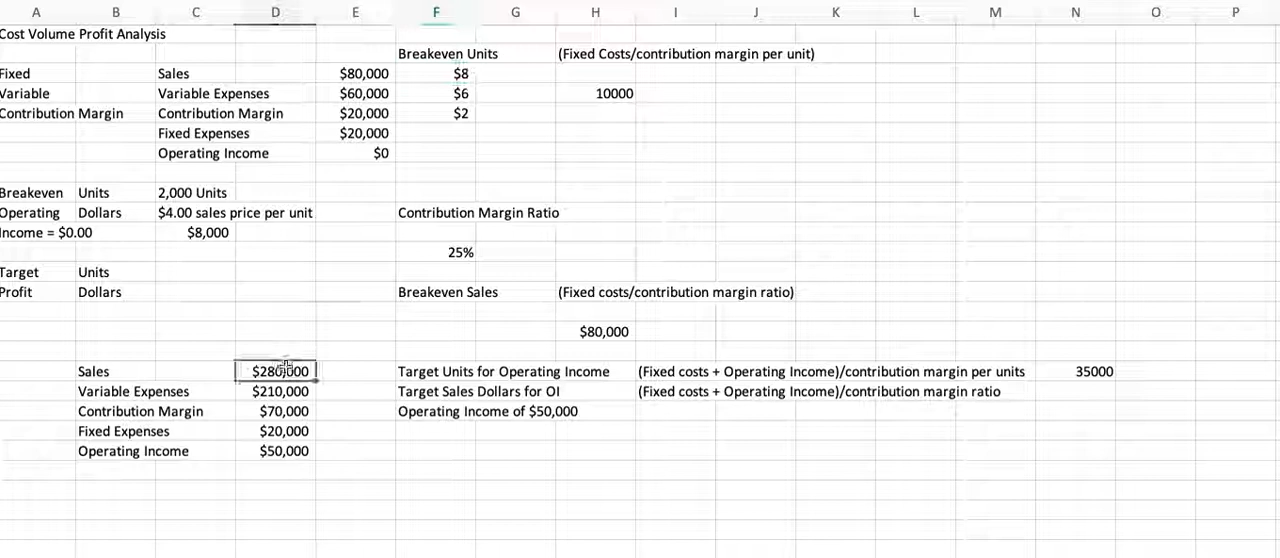 A B C D E F G H I J K L M N O P
Cost Volume Profit Analysis
Breakeven Units (Fixed Costs/contribution margin per unit)
Fixed Sales $80,000 $8
Variable Variable Expenses $60,000 $6 10000
Contribution Margin Contribution Margin $20,000 $2
Fixed Expenses $20,000
Operating Income $0
Breakeven Units 2,000 Units
Operating Dollars $4.00 sales price per unit Contribution Margin Ratio
Income = $0.00 $8,000
25%
Target Units
Profit Dollars Breakeven Sales (Fixed costs/contribution margin ratio)
$80,000
Sales $280,000 Target Units for Operating Income (Fixed costs + Operating Income)/contribution margin per units 35000
Variable Expenses $210,000 Target Sales Dollars for OI (Fixed costs + Operating Income)/contribution margin ratio
Contribution Margin $70,000 Operating Income of $50,000
Fixed Expenses $20,000
Operating Income $50,000